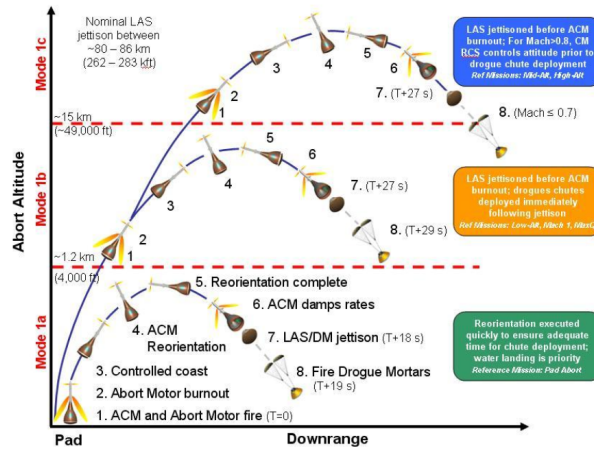 Nominal LAS
jettison between
~80 – 86 km
(262 – 283 kft)
LAS jettisoned before ACM
burnout; For Mach>0.8, CM
RCS controls attitude prior to
drogue chute deployment
Ref Missions: Mid-Alt, High-Alt
Mode 1c
1
2
3
4
5
6
7. (T+27 s)
8. (Mach ≤ 0.7)
~15 km
(~49,000 ft)
Abort Altitude
Mode 1b
1
2
3
4
5
6
7. (T+27 s)
8. (T+29 s)
LAS jettisoned before ACM
burnout; drogues chutes
deployed immediately
following jettison
Ref Missions: Low-Alt, Mach 1, MaxQ
~1.2 km
(4,000 ft)
Mode 1a
5. Reorientation complete
6. ACM damps rates
4. ACM
Reorientation
7. LAS/DM jettison (T+18 s)
3. Controlled coast
8. Fire Drogue Mortars
(T+19 s)
2. Abort Motor burnout
1. ACM and Abort Motor fire (T=0)
Reorientation executed
quickly to ensure adequate
time for chute deployment;
water landing is priority
Reference Mission: Pad Abort
Pad
Downrange